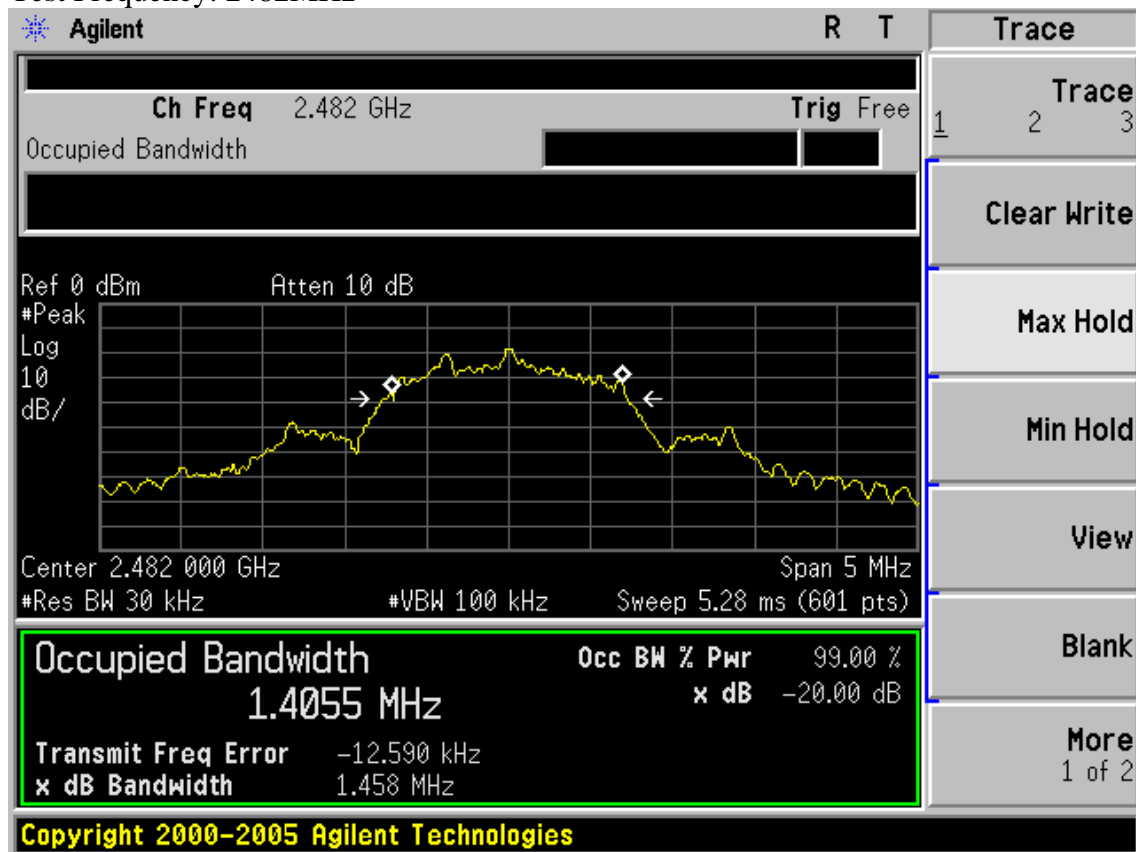 Agilent R T
Trace
Ch Freq 2.482 GHz Trig Free
Occupied Bandwidth
Trace
1 2 3
Clear Write
Max Hold
Min Hold
View
Blank
More
1 of 2
Ref 0 dBm Atten 10 dB
#Peak
Log
10
dB/
Center 2.482 000 GHz Span 5 MHz
#Res BW 30 kHz #VBW 100 kHz Sweep 5.28 ms (601 pts)
Occupied Bandwidth
1.4055 MHz
Occ BW % Pwr 99.00 %
x dB -20.00 dB
Transmit Freq Error -12.590 kHz
x dB Bandwidth 1.458 MHz
Copyright 2000-2005 Agilent Technologies